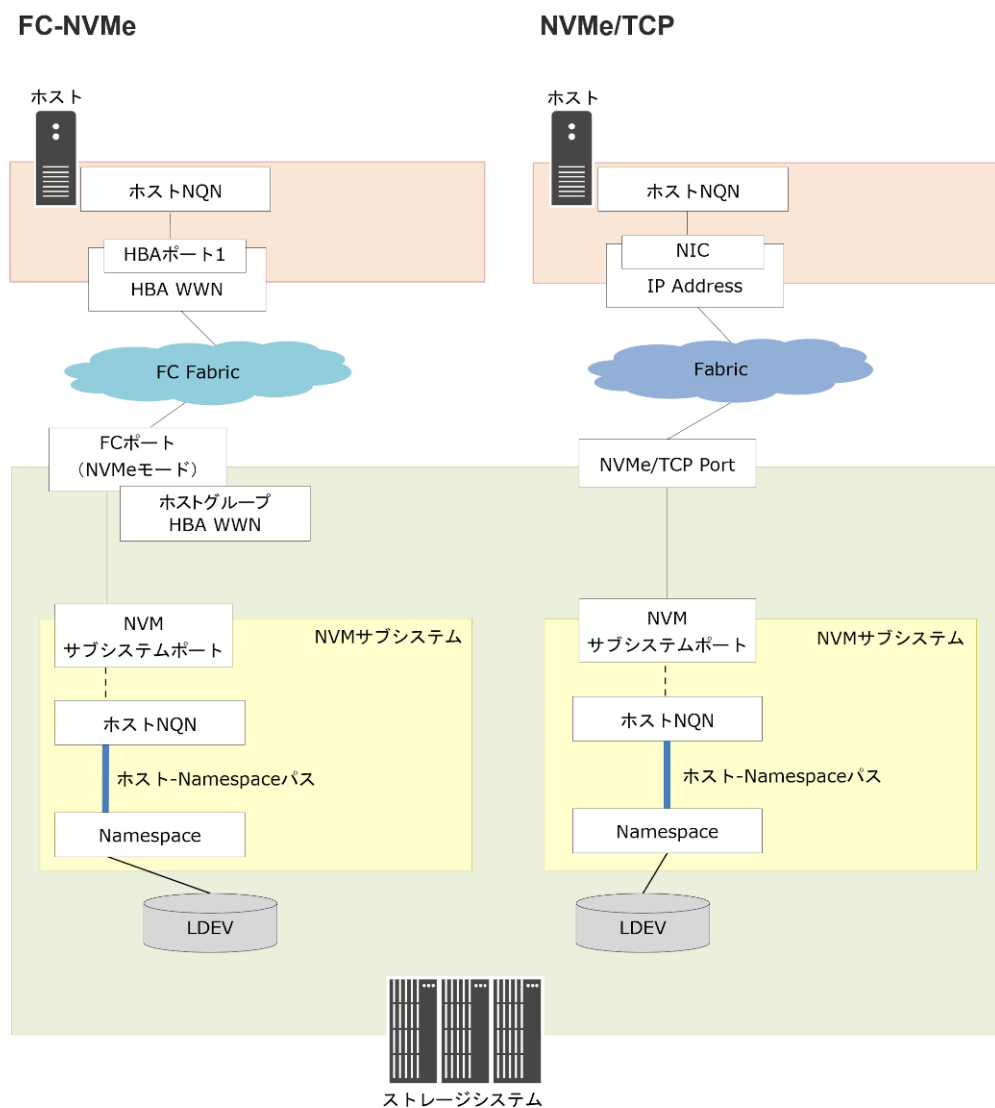 FC-NVMe
NVMe/TCP
ホスト
ホストNQN
HBAポート1
HBA WWN
FC Fabric
FCポート
（NVMeモード）
ホストグループ
HBA WWN
NVM
サブシステムポート
NVMサブシステム
ホストNQN
ホスト-Namespaceパス
Namespace
LDEV
ホスト
ホストNQN
NIC
IP Address
Fabric
NVMe/TCP Port
NVM
サブシステムポート
NVMサブシステム
ホストNQN
ホスト-Namespaceパス
Namespace
LDEV
ストレージシステム